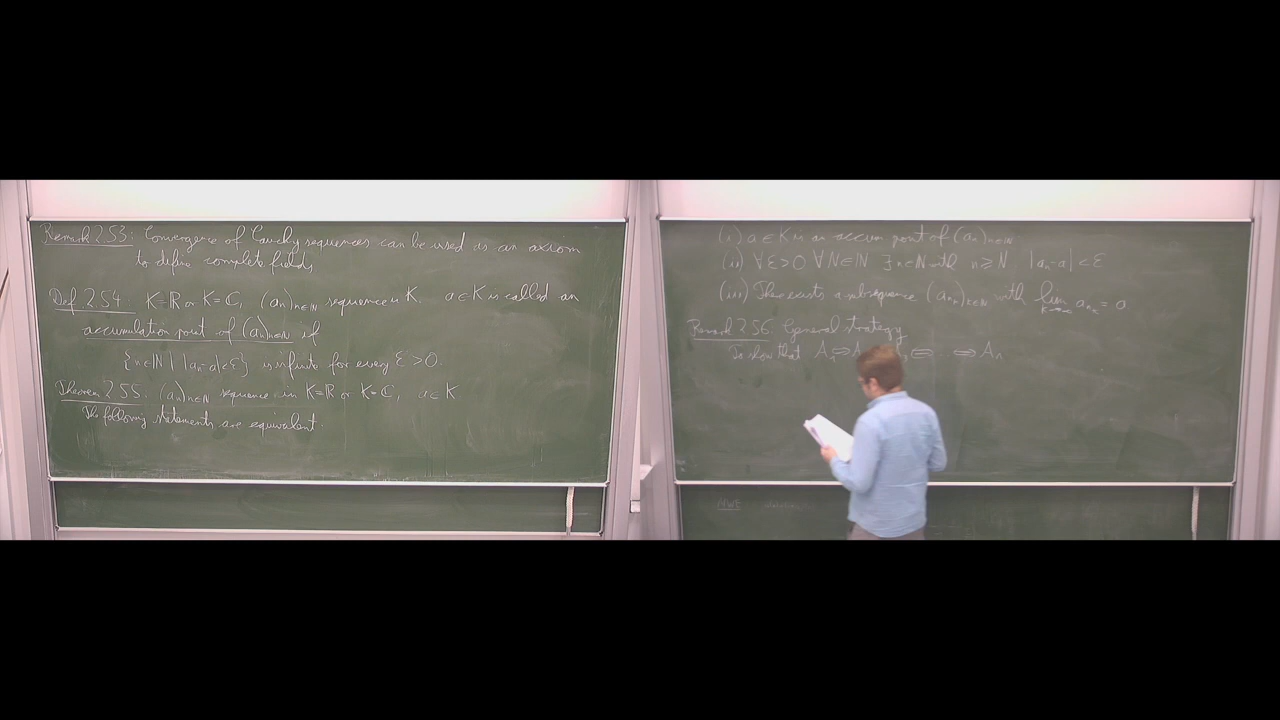 Remark 2.53: Convergence of Cauchy sequences can be used as an axiom
to define complete fields
Def. 2.54. K=ℝ or K=ℂ, (aₙ)ₙ∈ℕ sequence in K. a∈K is called an
accumulation point of (aₙ)ₙ∈ℕ if
{n∈ℕ | |aₙ-a|<ε} is infinite for every ε>0.
Theorem 2.55. (aₙ)ₙ∈ℕ sequence in K=ℝ or K=ℂ, a∈K
The following statements are equivalent:
(i) a∈K is an accum. point of (aₙ)ₙ∈ℕ.
(ii) ∀ε>0 ∀N∈ℕ ∃n∈ℕ with n≥N |aₙ-a|<ε
(iii) There exists a subsequence (aₙₖ)ₖ∈ℕ with lim k→∞ aₙₖ = a
Remark 2.56 General strategy
To show that A₁⇔A ⇔ ... ⇔ Aₙ
AWE